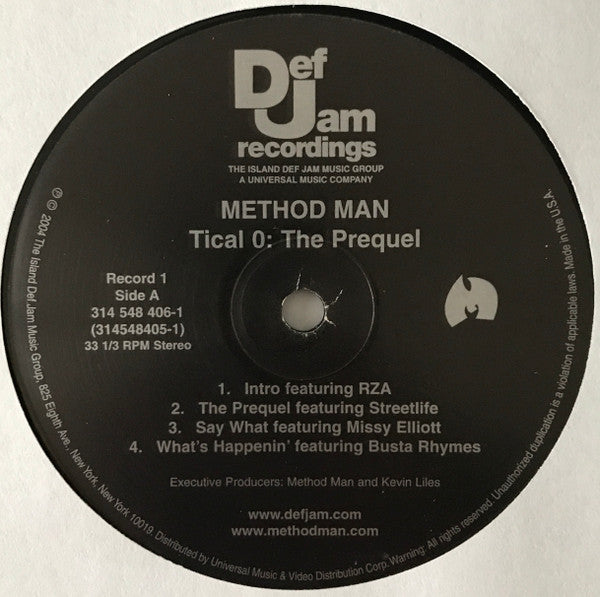 Def
Jam
recordings
THE ISLAND DEF JAM MUSIC GROUP
A UNIVERSAL MUSIC COMPANY
METHOD MAN
Tical 0: The Prequel
Record 1
Side A
314 548 406-1
(314548405-1)
33 1/3 RPM Stereo
1. Intro featuring RZA
2. The Prequel featuring Streetlife
3. Say What featuring Missy Elliott
4. What's Happenin' featuring Busta Rhymes
Executive Producers: Method Man and Kevin Liles
www.defjam.com
www.methodman.com
℗ © 2004 The Island Def Jam Music Group, 825 Eighth Ave., New York, New York 10019. Distributed by Universal Music & Video Distribution Corp. Warning: All rights reserved. Unauthorized duplication is a violation of applicable laws. Made in the U.S.A.